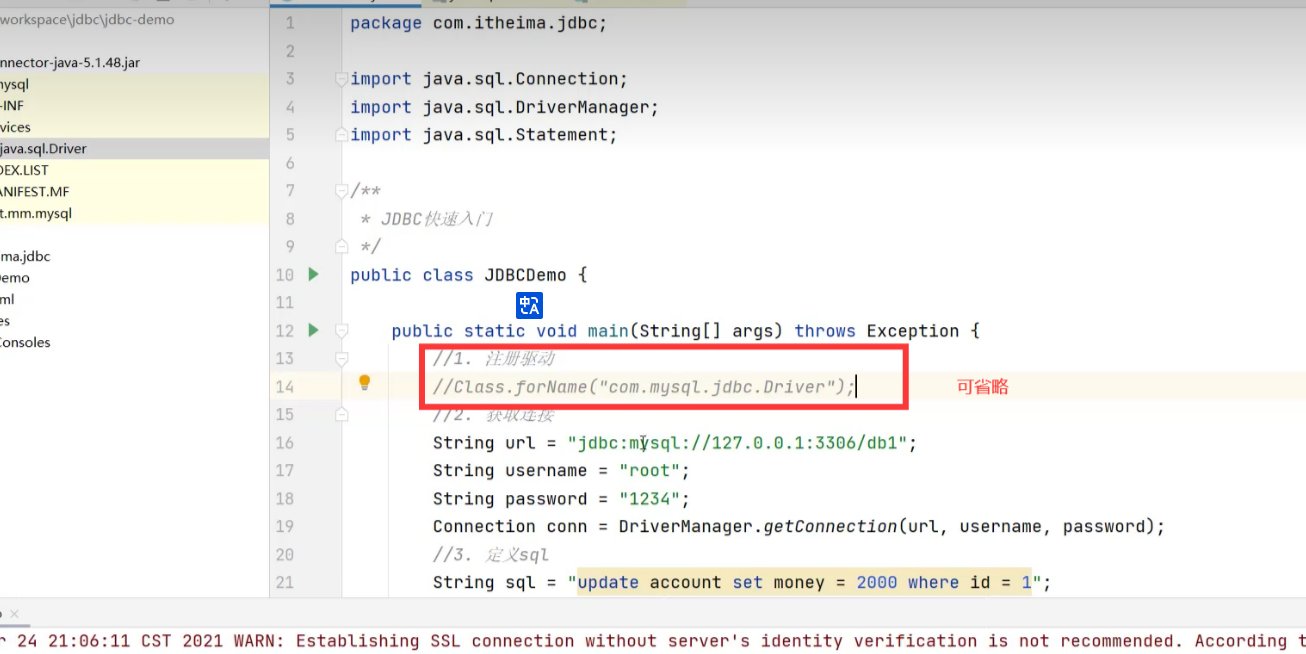 workspace\jdbc\jdbc-demo
nnector-java-5.1.48.jar
mysql
-INF
vices
java.sql.Driver
DEX.LIST
ANIFEST.MF
t.mm.mysql
ma.jdbc
Demo
ml
es
Consoles
1 package com.itheima.jdbc;
2
3 import java.sql.Connection;
4 import java.sql.DriverManager;
5 import java.sql.Statement;
6
7 /**
8 * JDBC快速入门
9 */
10 public class JDBCDemo {
11
中 A
12 public static void main(String[] args) throws Exception {
13 //1. 注册驱动
14 //Class.forName("com.mysql.jdbc.Driver"); 可省略
15 //2. 获取连接
16 String url = "jdbc:mysql://127.0.0.1:3306/db1";
17 String username = "root";
18 String password = "1234";
19 Connection conn = DriverManager.getConnection(url, username, password);
20 //3. 定义sql
21 String sql = "update account set money = 2000 where id = 1";
r 24 21:06:11 CST 2021 WARN: Establishing SSL connection without server's identity verification is not recommended. According t